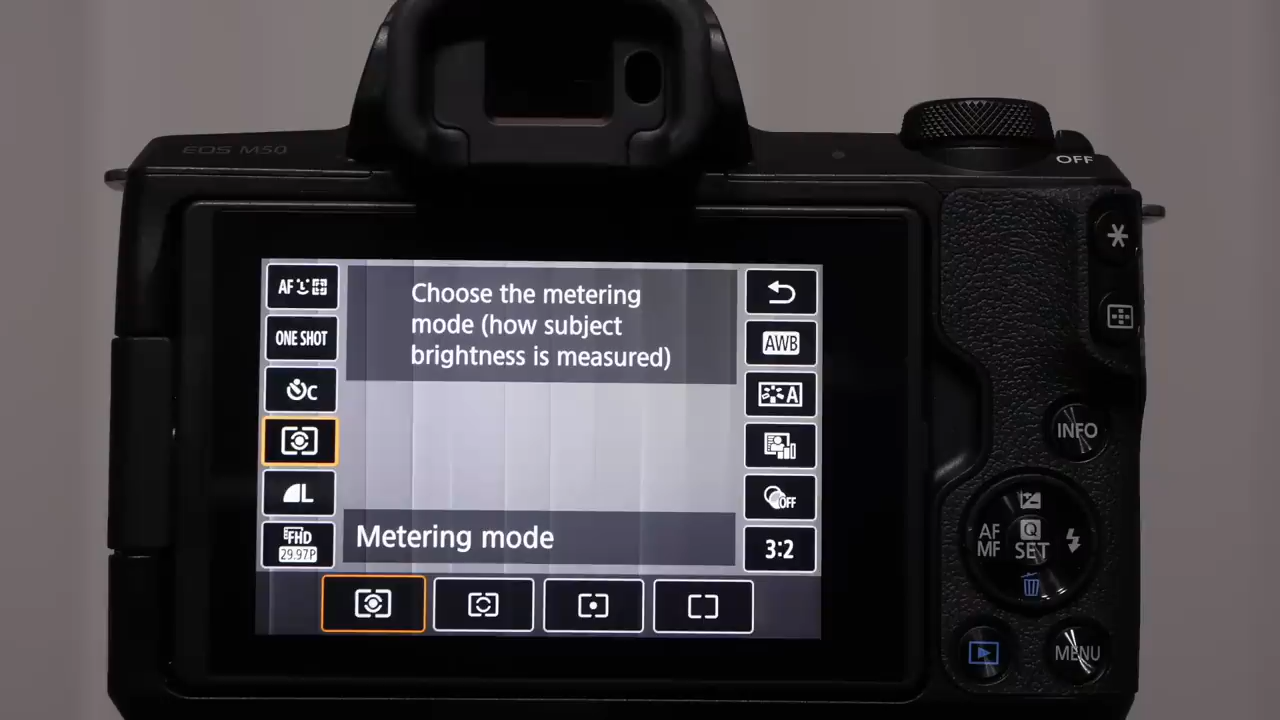 EOS M50
OFF
AF
Choose the metering
mode (how subject
brightness is measured)
ONE SHOT
AWB
C
A
INFO
L
OFF
FHD
29.97P
Metering mode
3:2
AF
MF
Q
SET
MENU